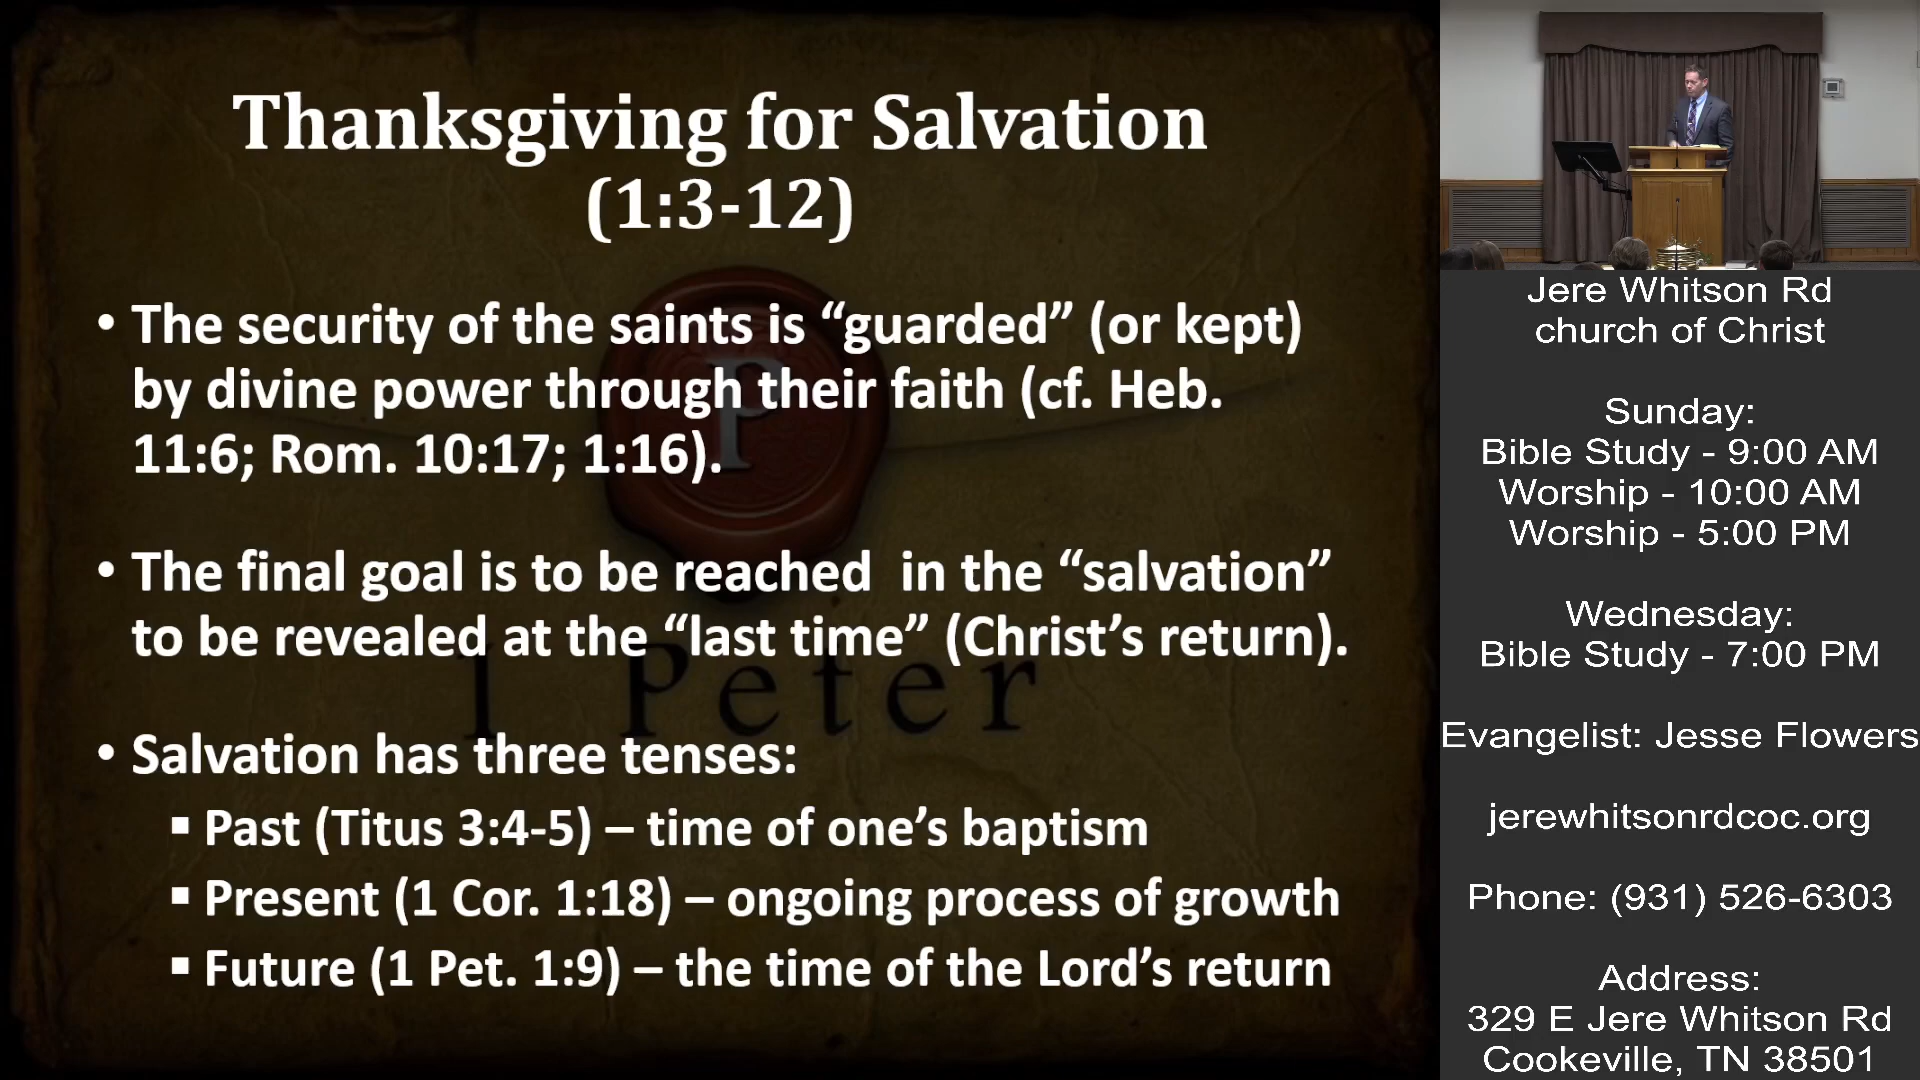 Thanksgiving for Salvation
(1:3-12)
• The security of the saints is “guarded” (or kept)
by divine power through their faith (cf. Heb.
11:6; Rom. 10:17; 1:16).
• The final goal is to be reached  in the “salvation”
to be revealed at the “last time” (Christ’s return).
• Salvation has three tenses:
▪ Past (Titus 3:4-5) – time of one’s baptism
▪ Present (1 Cor. 1:18) – ongoing process of growth
▪ Future (1 Pet. 1:9) – the time of the Lord’s return
P
1 Peter
Jere Whitson Rd
church of Christ
Sunday:
Bible Study - 9:00 AM
Worship - 10:00 AM
Worship - 5:00 PM
Wednesday:
Bible Study - 7:00 PM
Evangelist: Jesse Flowers
jerewhitsonrdcoc.org
Phone: (931) 526-6303
Address:
329 E Jere Whitson Rd
Cookeville, TN 38501